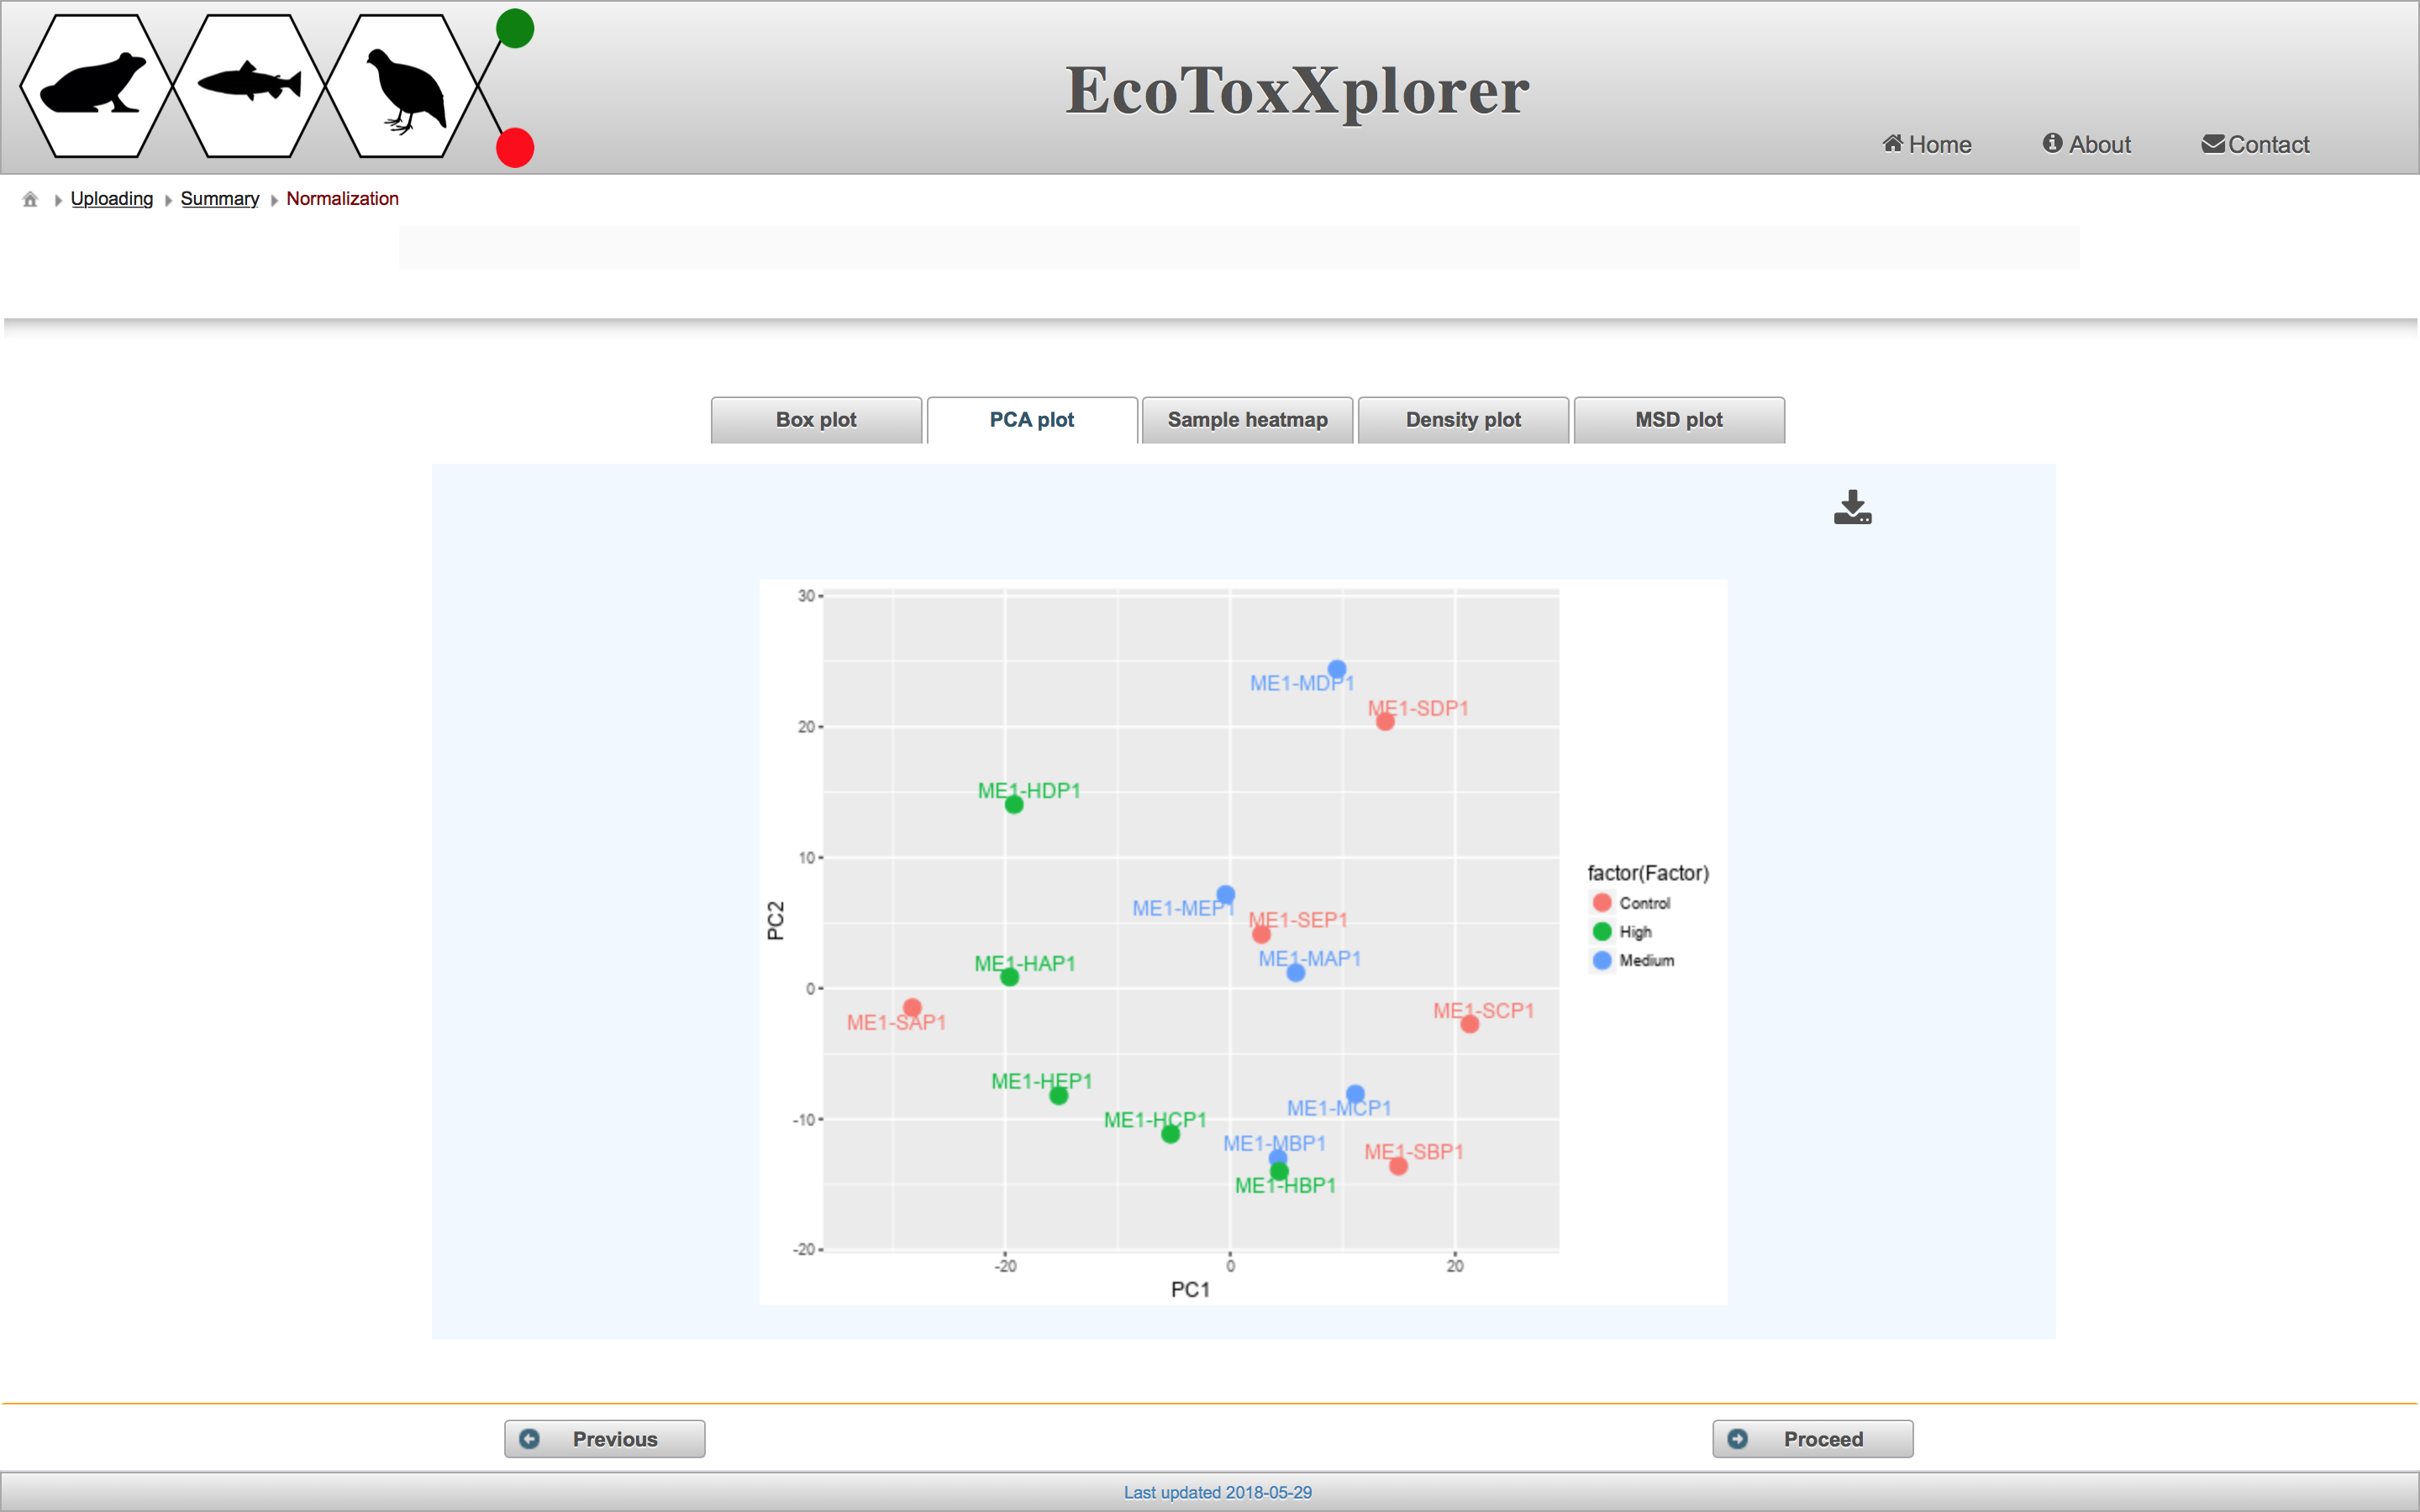 EcoToxXplorer
Home About Contact
Uploading Summary Normalization
Box plot PCA plot Sample heatmap Density plot MSD plot
30
ME1-MDP1
ME1-SDP1
20
ME1-HDP1
10
factor(Factor)
Control
High
Medium
PC2
ME1-MEP1
ME1-SEP1
ME1-MAP1
ME1-HAP1
0
ME1-SCP1
ME1-SAP1
ME1-HEP1
ME1-MCP1
-10
ME1-HCP1
ME1-MBP1
ME1-SBP1
ME1-HBP1
-20
-20 0 20
PC1
Previous Proceed
Last updated 2018-05-29